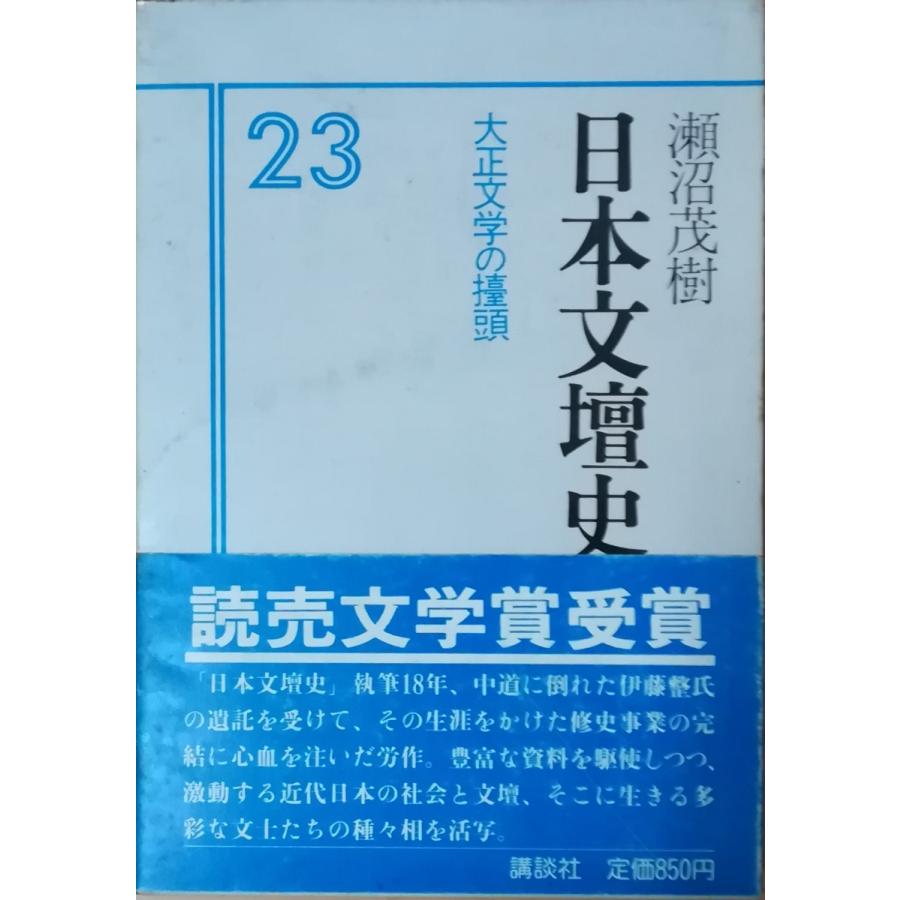 瀬沼茂樹
日本文壇史
大正文学の擡頭
23
読売文学賞受賞
「日本文壇史」執筆18年、中道に倒れた伊藤整氏
の遺託を受けて、その生涯をかけた修史事業の完
結に心血を注いだ労作。豊富な資料を駆使しつつ、
激動する近代日本の社会と文壇、そこに生きる多
彩な文士たちの種々相を活写。
講談社 定価850円